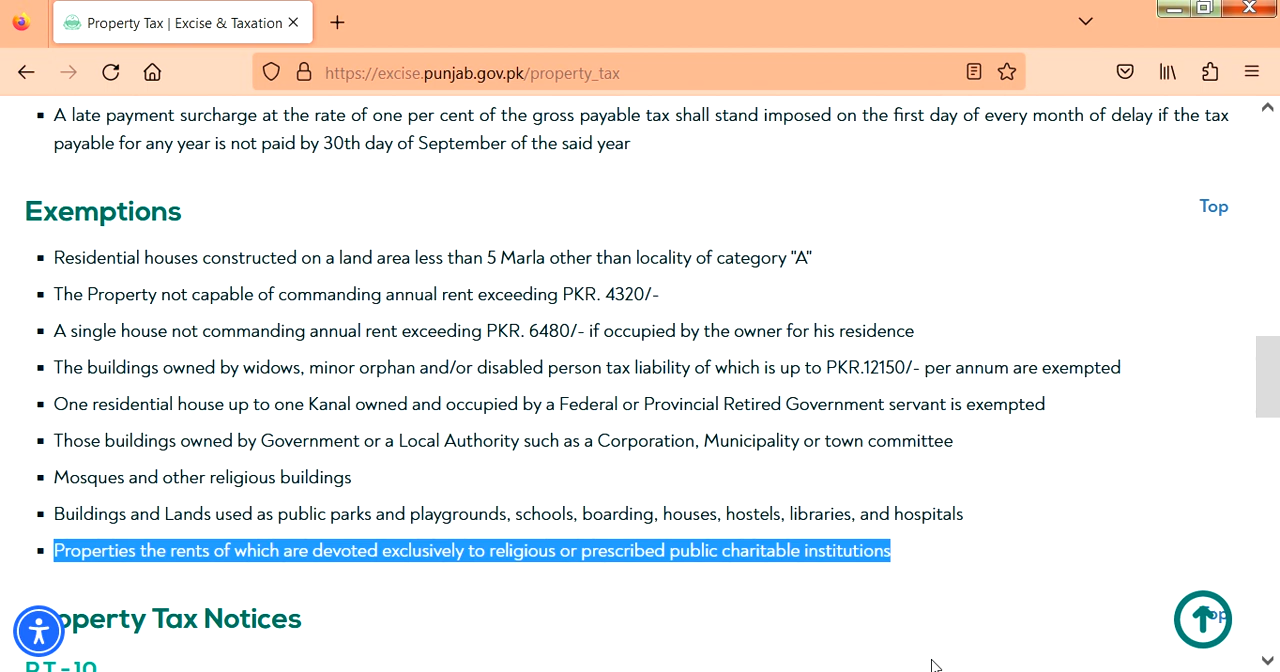 Property Tax | Excise & Taxation
https://excise.punjab.gov.pk/property_tax
A late payment surcharge at the rate of one per cent of the gross payable tax shall stand imposed on the first day of every month of delay if the tax
payable for any year is not paid by 30th day of September of the said year
Exemptions
Top
Residential houses constructed on a land area less than 5 Marla other than locality of category "A"
The Property not capable of commanding annual rent exceeding PKR. 4320/-
A single house not commanding annual rent exceeding PKR. 6480/- if occupied by the owner for his residence
The buildings owned by widows, minor orphan and/or disabled person tax liability of which is up to PKR.12150/- per annum are exempted
One residential house up to one Kanal owned and occupied by a Federal or Provincial Retired Government servant is exempted
Those buildings owned by Government or a Local Authority such as a Corporation, Municipality or town committee
Mosques and other religious buildings
Buildings and Lands used as public parks and playgrounds, schools, boarding, houses, hostels, libraries, and hospitals
Properties the rents of which are devoted exclusively to religious or prescribed public charitable institutions
operty Tax Notices
op
P.T -10